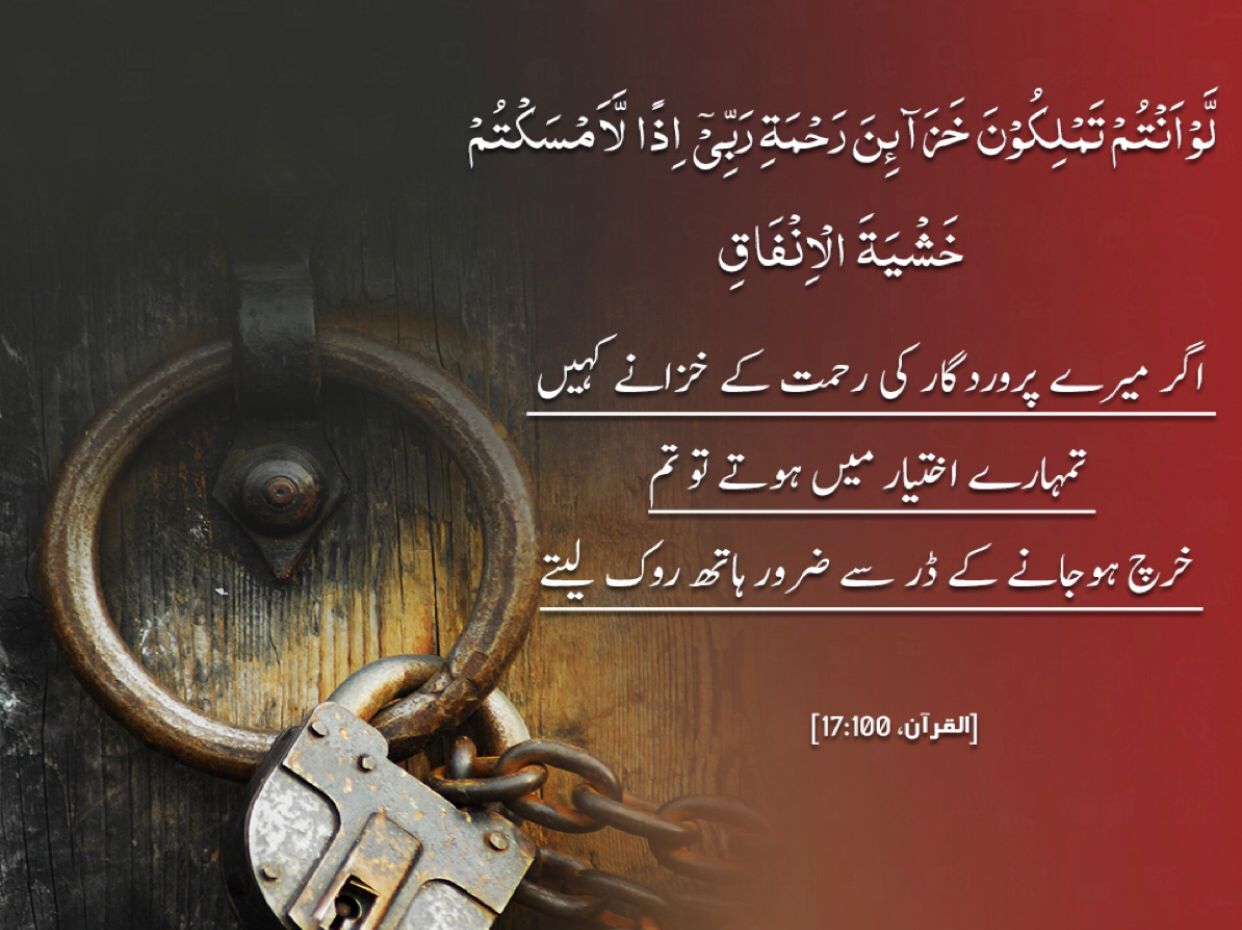 لَّوْ اَنْتُمْ تَمْلِكُوْنَ خَزَآئِنَ رَحْمَةِ رَبِّیْۤ اِذًا لَّاَمْسَكْتُمْ
خَشْيَةَ الْاِنْفَاقِ
اگر میرے پروردگار کی رحمت کے خزانے کہیں
تمہارے اختیار میں ہوتے تو تم
خرچ ہوجانے کے ڈر سے ضرور ہاتھ روک لیتے
[القرآن، 17:100]